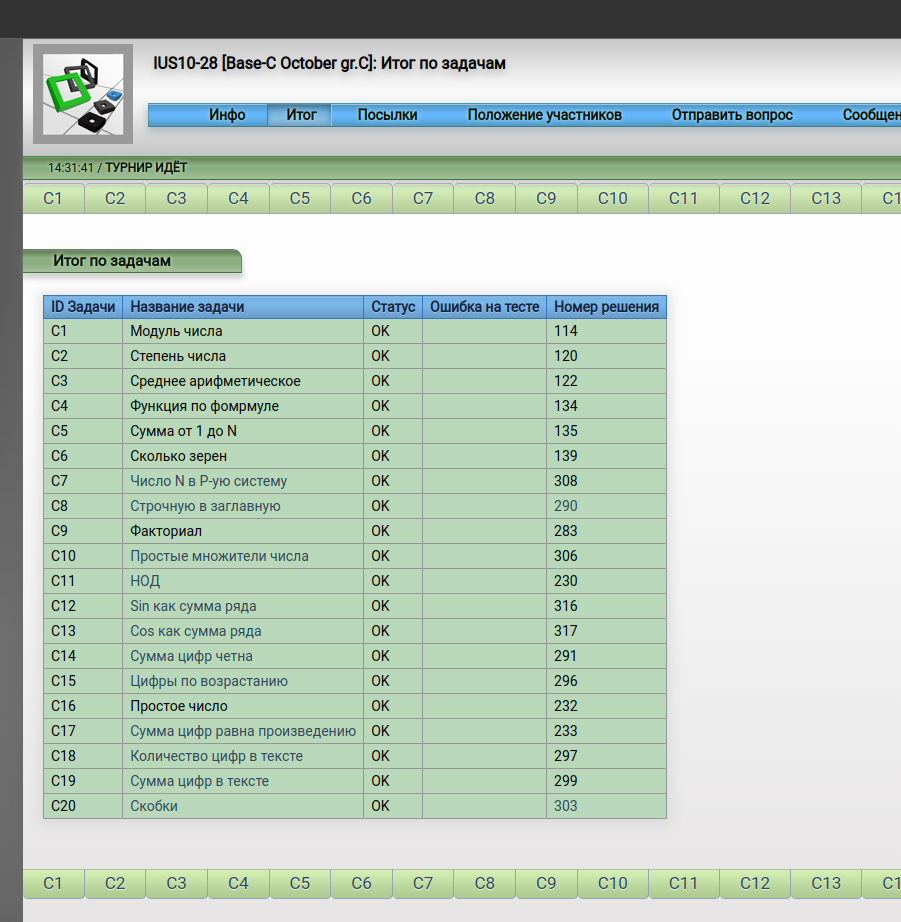 IUS10-28 [Base-C October gr.C]: Итог по задачам
Инфо Итог Посылки Положение участников Отправить вопрос Сообщен
14:31:41 / ТУРНИР ИДЁТ
C1 C2 C3 C4 C5 C6 C7 C8 C9 C10 C11 C12 C13 C1
Итог по задачам
ID Задачи Название задачи Статус Ошибка на тесте Номер решения
C1 Модуль числа OK 114
C2 Степень числа OK 120
C3 Среднее арифметическое OK 122
C4 Функция по фомрмуле OK 134
C5 Сумма от 1 до N OK 135
C6 Сколько зерен OK 139
C7 Число N в P-ую систему OK 308
C8 Строчную в заглавную OK 290
C9 Факториал OK 283
C10 Простые множители числа OK 306
C11 НОД OK 230
C12 Sin как сумма ряда OK 316
C13 Cos как сумма ряда OK 317
C14 Сумма цифр четна OK 291
C15 Цифры по возрастанию OK 296
C16 Простое число OK 232
C17 Сумма цифр равна произведению OK 233
C18 Количество цифр в тексте OK 297
C19 Сумма цифр в тексте OK 299
C20 Скобки OK 303
C1 C2 C3 C4 C5 C6 C7 C8 C9 C10 C11 C12 C13 C1